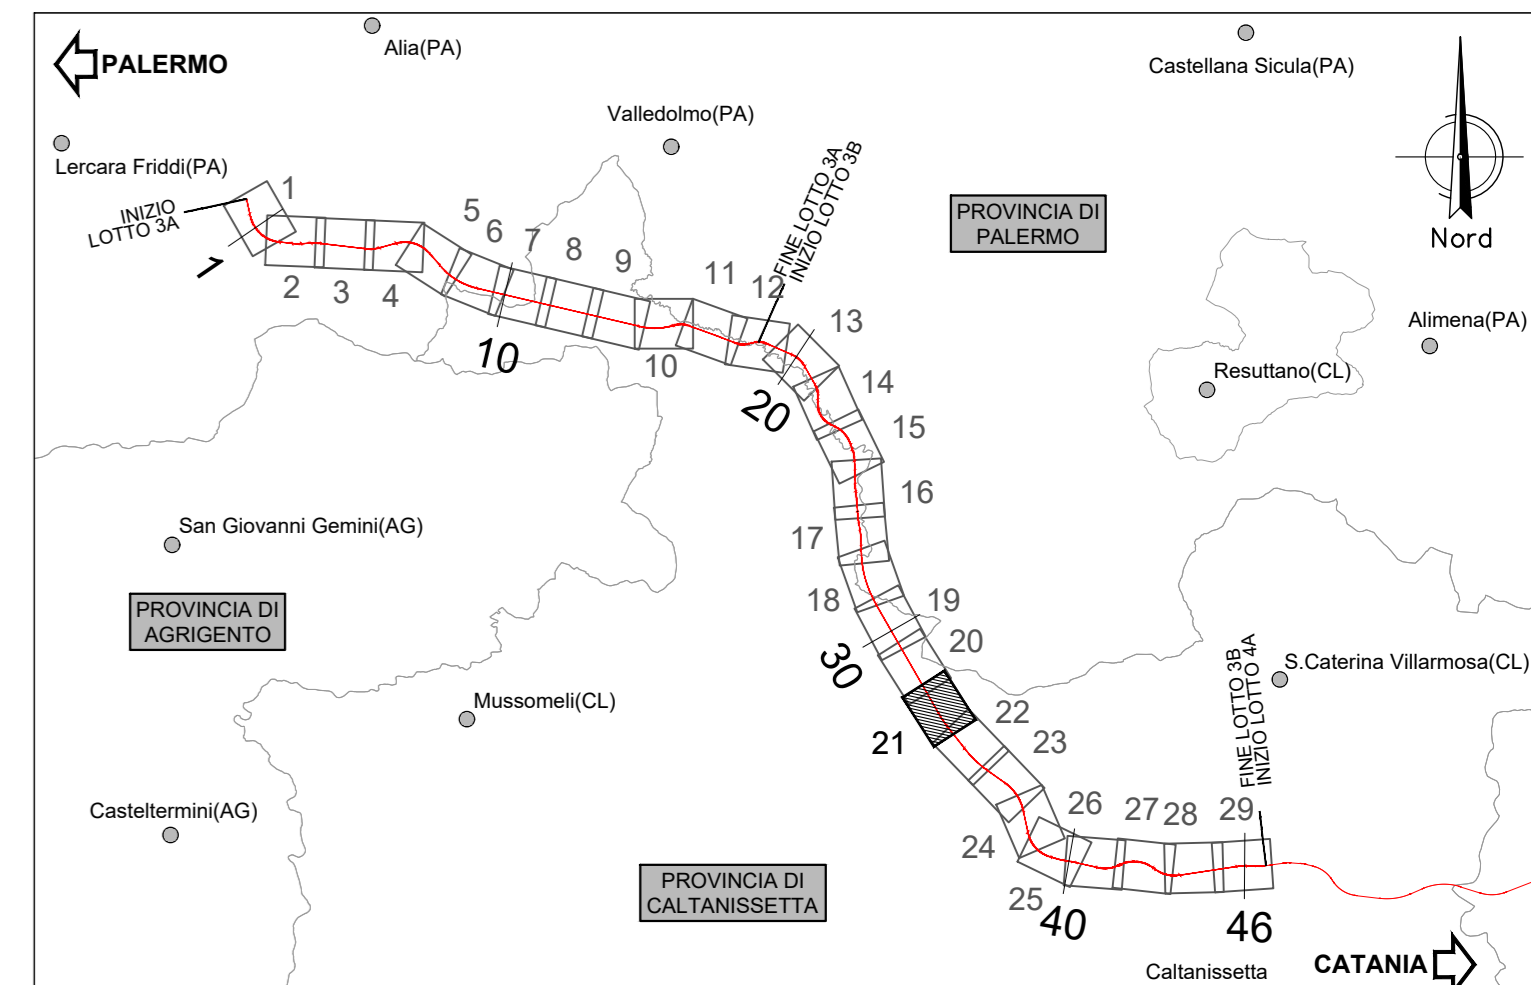 Alia(PA)
PALERMO
Castellana Sicula(PA)
Valledolmo(PA)
Lercara Friddi(PA)
INIZIO
LOTTO 3A
1
1
2
3
4
5
6
7
8
9
10
10
11
12
FINE LOTTO 3A
INIZIO LOTTO 3B
PROVINCIA DI
PALERMO
Nord
13
20
Alimena(PA)
Resuttano(CL)
14
15
16
San Giovanni Gemini(AG)
17
PROVINCIA DI
AGRIGENTO
18
19
20
30
S.Caterina Villarmosa(CL)
Mussomeli(CL)
21
22
23
FINE LOTTO 3B
INIZIO LOTTO 4A
Casteltermini(AG)
24
25
26
27
28
29
PROVINCIA DI
CALTANISSETTA
40
46
Caltanissetta
CATANIA